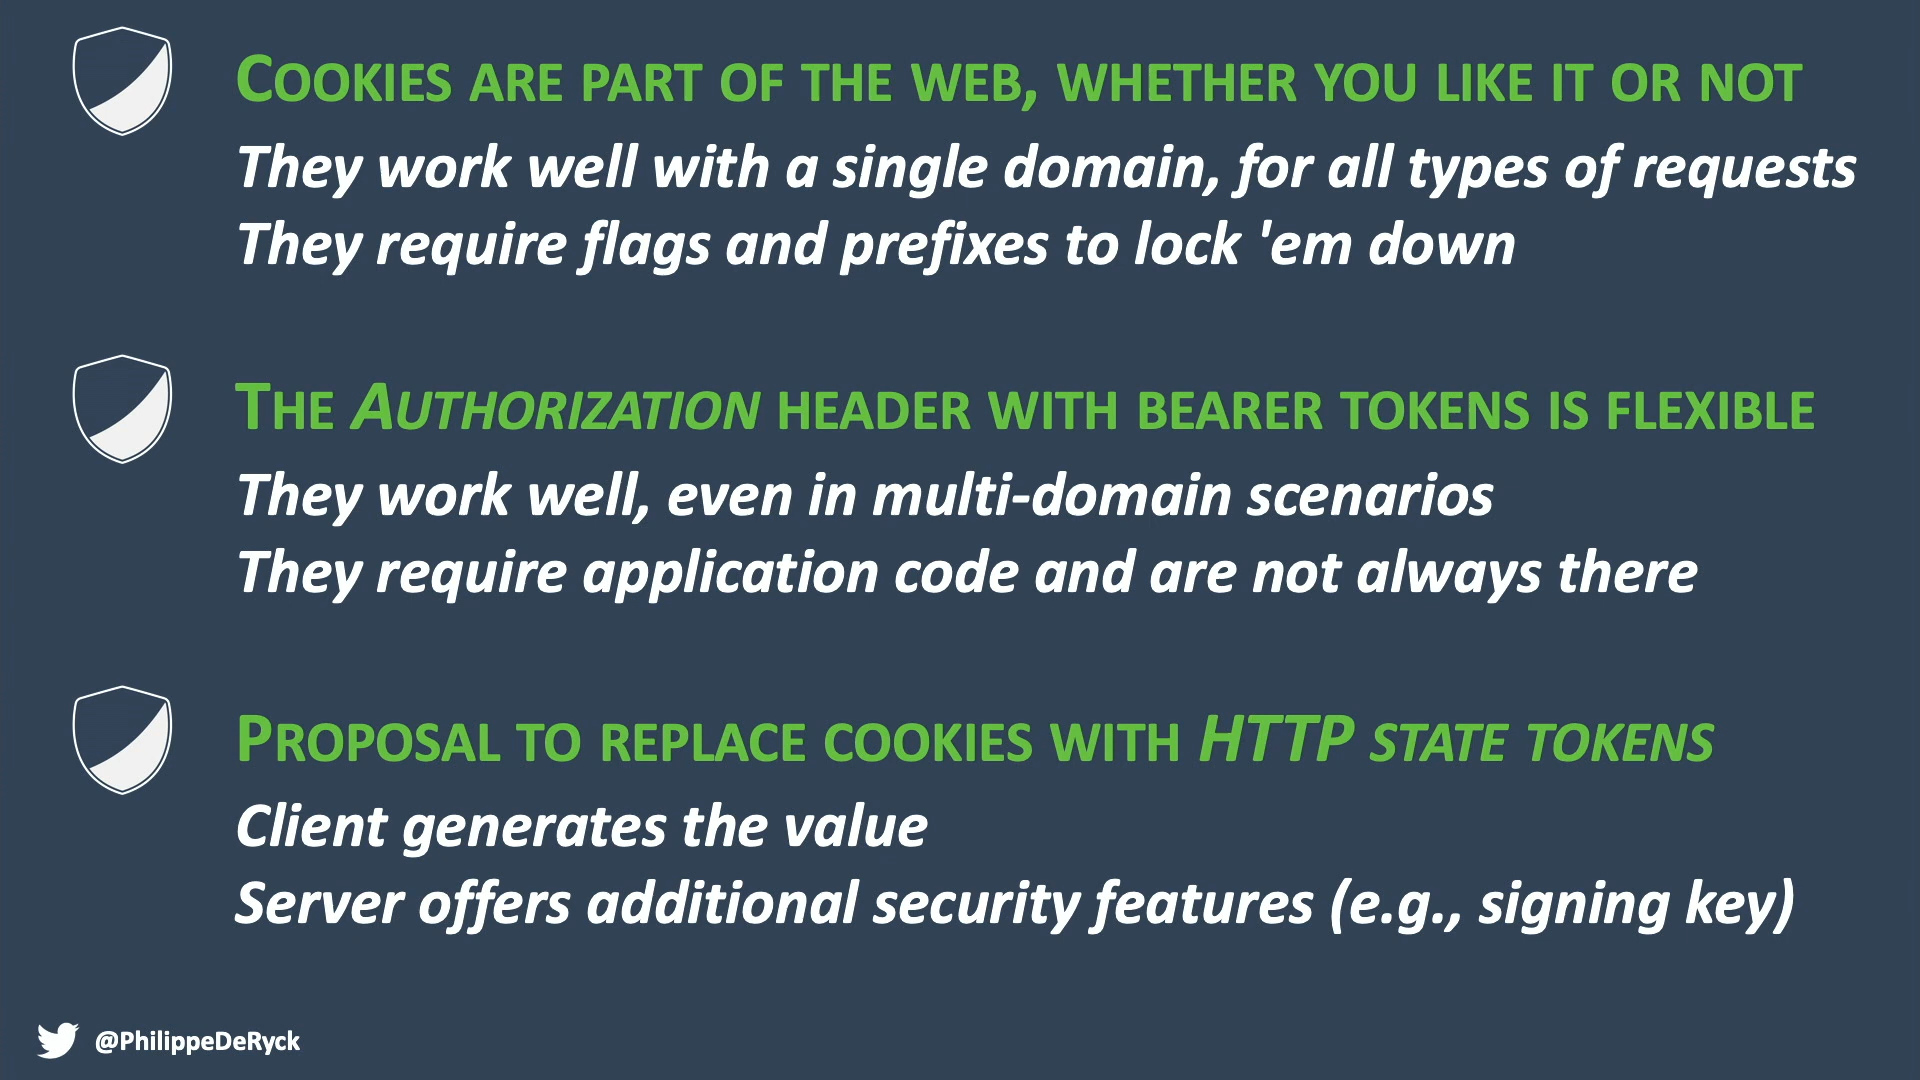 Cookies are part of the web, whether you like it or not
They work well with a single domain, for all types of requests
They require flags and prefixes to lock 'em down
The Authorization header with bearer tokens is flexible
They work well, even in multi-domain scenarios
They require application code and are not always there
Proposal to replace cookies with HTTP state tokens
Client generates the value
Server offers additional security features (e.g., signing key)
@PhilippeDeRyck